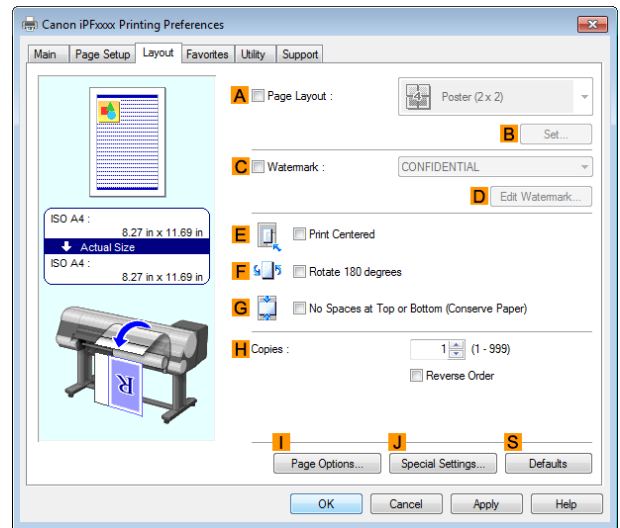 Canon iPFxxxx Printing Preferences
Main Page Setup Layout Favorites Utility Support
A Page Layout : 4 Poster (2 x 2)
B Set...
C Watermark : CONFIDENTIAL
D Edit Watermark...
ISO A4 :
8.27 in x 11.69 in
Actual Size
ISO A4 :
8.27 in x 11.69 in
E Print Centered
F Rotate 180 degrees
G No Spaces at Top or Bottom (Conserve Paper)
H Copies : 1 (1 - 999)
Reverse Order
R
I J S
Page Options... Special Settings... Defaults
OK Cancel Apply Help